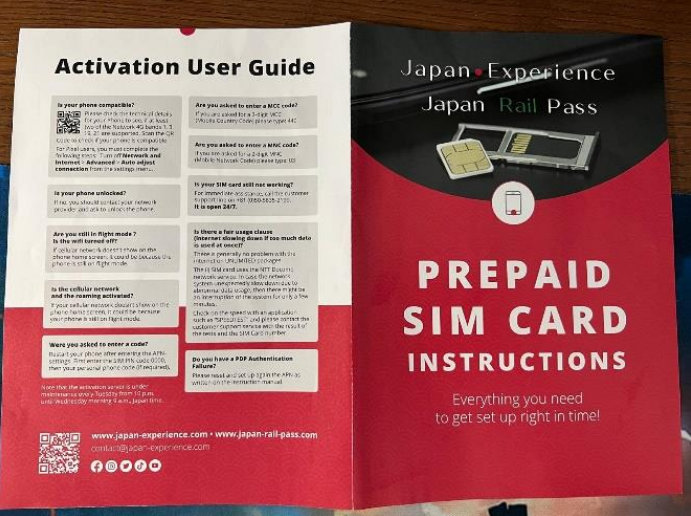 Activation User Guide
Is your phone compatible?
Please check the technical details
for your Phone to see, if at least
two of the Network 4G bands 1, 3,
19, 21 are supported. Scan the QR
Code to check if your phone is compatible.
For Pixel users, you must complete the
following steps: Turn off Network and
Internet > Advanced > Auto adjust
connection from the settings menu.
Is your phone unlocked?
If no, you should contact your network
provider and ask to unlock the phone.
Are you still in flight mode ?
Is the wifi turned off?
If cellular network doesn't show on the
phone home screen, it could be because the
phone is still on flight mode.
Is the cellular network
and the roaming activated?
If your cellular network doesn't show on the
phone home screen, it could be because
your phone is still on flight mode.
Were you asked to enter a code?
Restart your phone after entering the APN
settings. First enter the SIM PIN code 0000,
then your personal phone code (if required).
Note that the activation server is under
maintenance every Tuesday from 10 p.m.
until Wednesday morning 9 a.m., Japan time.
Are you asked to enter a MCC code?
If you are asked for a 3-digit MCC
(Mobile Country Code) please type 440
Are you asked to enter a MNC code?
If you are asked for a 2-digit MNC
(Mobile Network Code) please type
Is your SIM card still not working?
For immediate assistance, call the customer
support line on
It is open 24/7.
Is there a fair usage clause
(Internet slowing down if too much data
is used at once)?
There is generally no problem with the
internet on UNLIMITED packages
The SIM card uses the NTT Docomo
network service. In case the network
system unexpectedly slows down due to
abnormal data usage, then there might be
an interruption of the system for only a few
minutes.
Check on the speed with an application
such as "SPEEDTEST" and please contact the
customer support service with the result of
the tests and the SIM Card number.
Do you have a PDP Authentication
Failure?
Please reset and set up again the APN as
written on the instruction manual
www.japan-experience.com • www.japan-rail-pass.com
contact@japan-experience.com
Japan Experience
Japan Rail Pass
PREPAID
SIM CARD
INSTRUCTIONS
Everything you need
to get set up right in time!